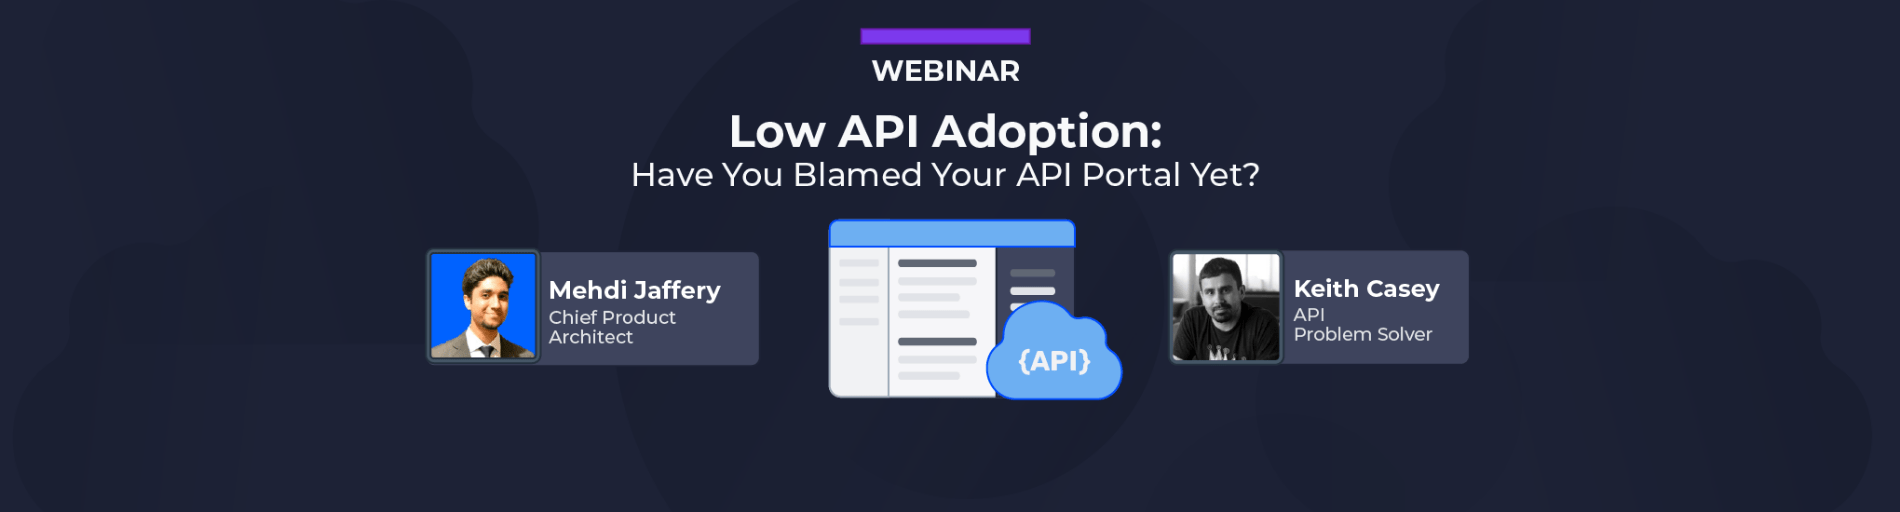 WEBINAR
Low API Adoption:
Have You Blamed Your API Portal Yet?
Mehdi Jaffery
Chief Product
Architect
{API}
Keith Casey
API
Problem Solver